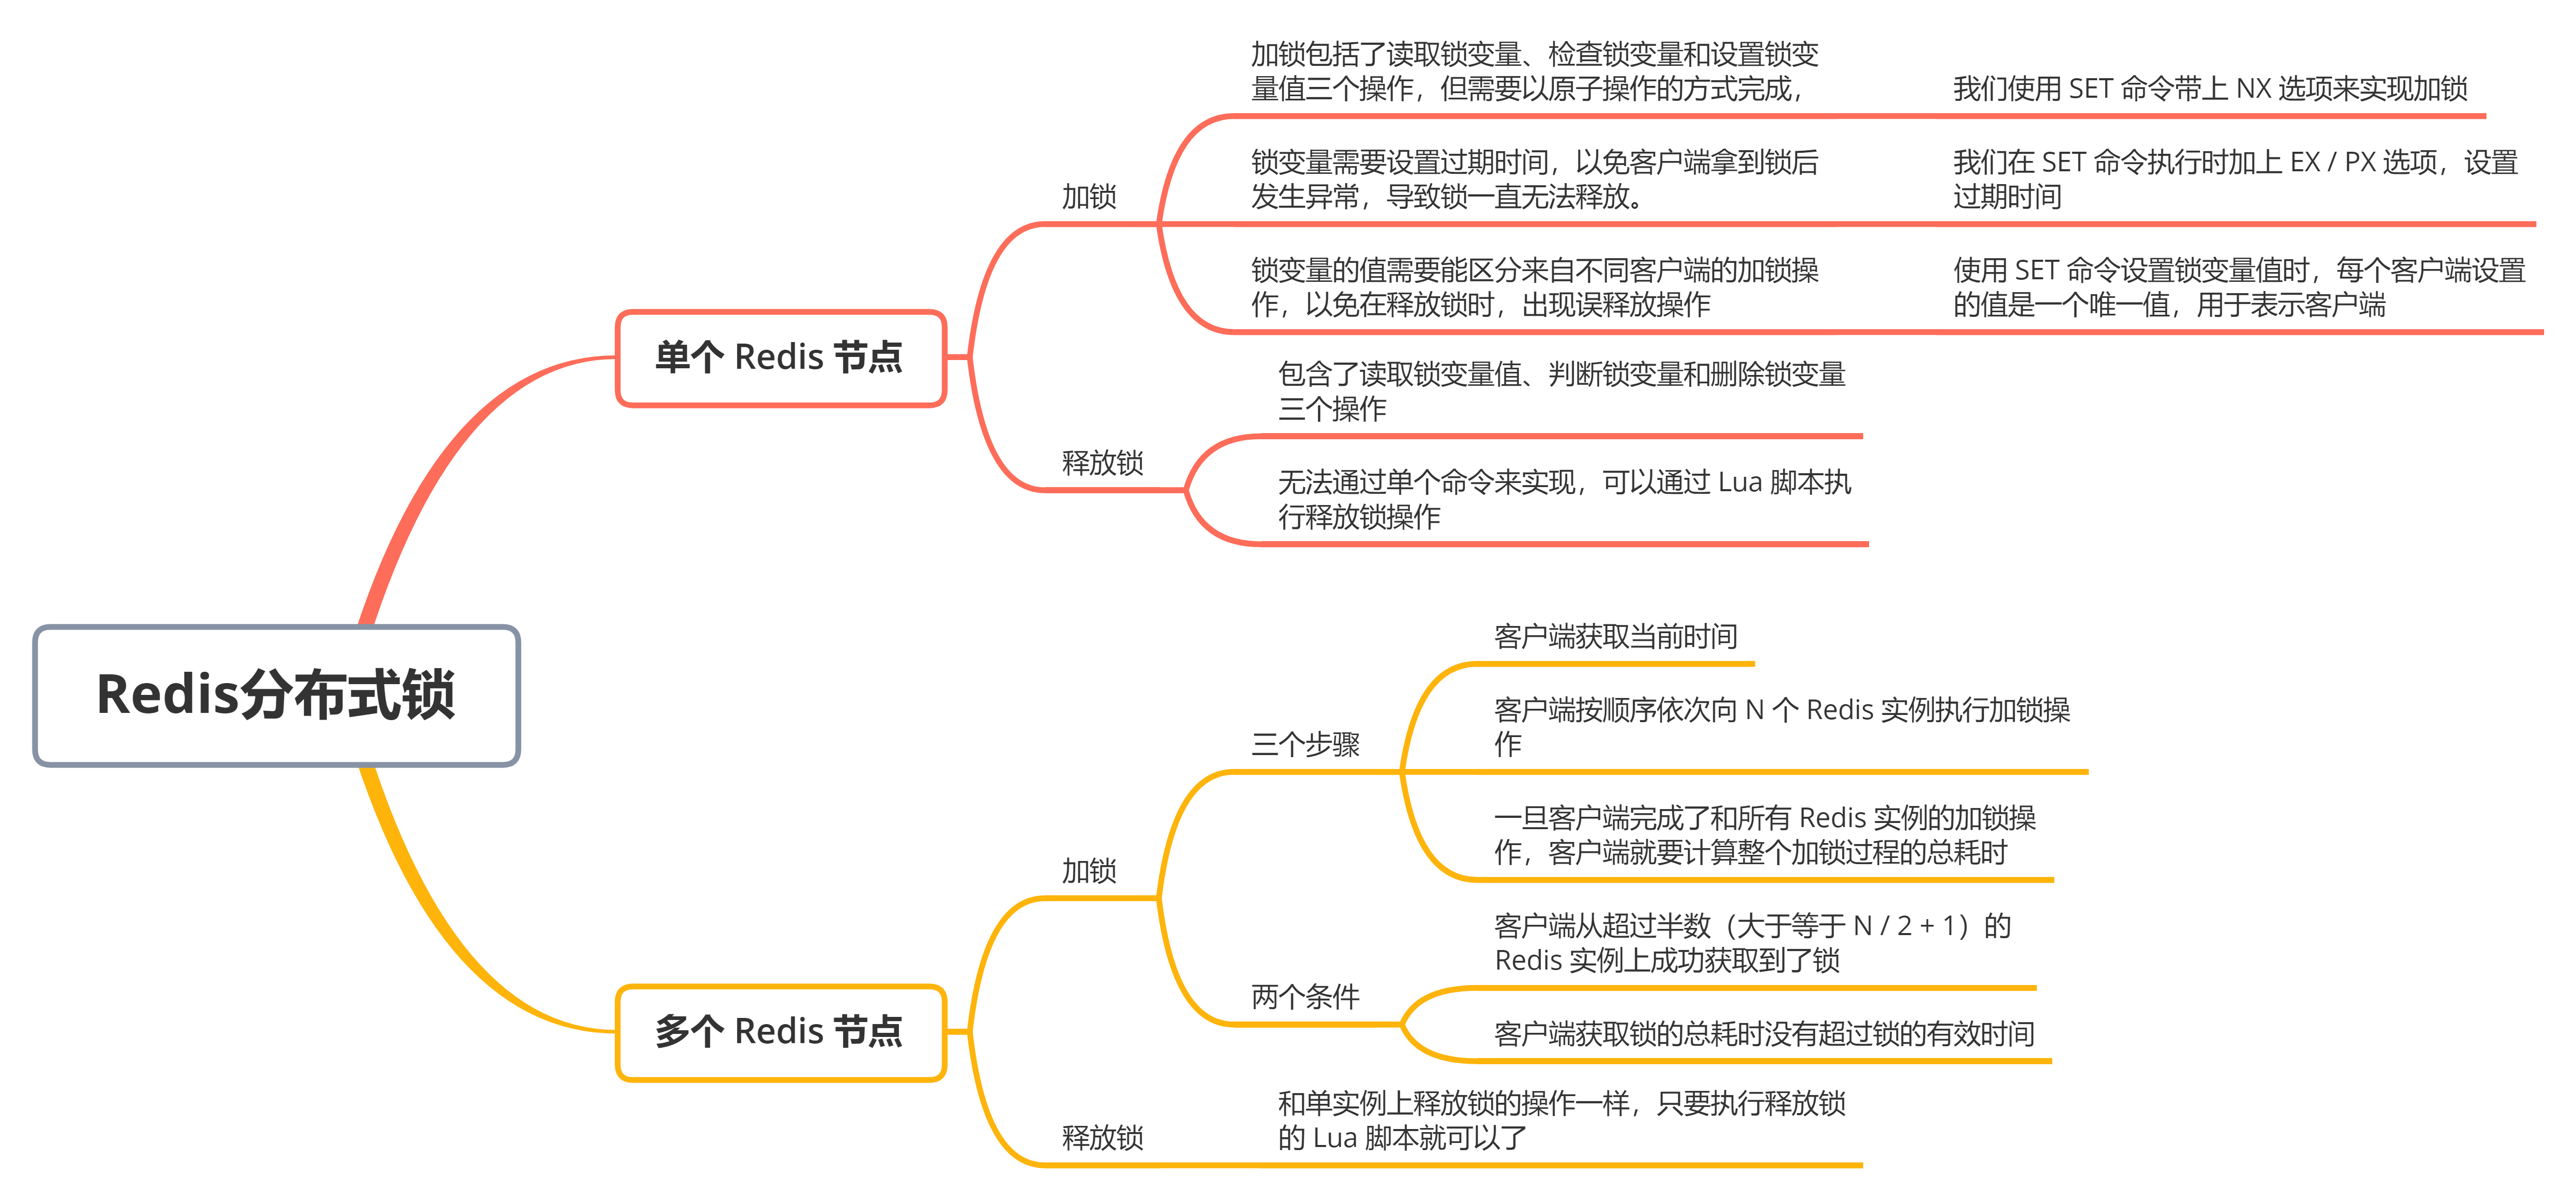 Redis分布式锁
单个 Redis 节点
加锁
加锁包括了读取锁变量、检查锁变量和设置锁变
量值三个操作，但需要以原子操作的方式完成，
我们使用 SET 命令带上 NX 选项来实现加锁
锁变量需要设置过期时间，以免客户端拿到锁后
发生异常，导致锁一直无法释放。
我们在 SET 命令执行时加上 EX / PX 选项，设置
过期时间
锁变量的值需要能区分来自不同客户端的加锁操
作，以免在释放锁时，出现误释放操作
使用 SET 命令设置锁变量值时，每个客户端设置
的值是一个唯一值，用于表示客户端
释放锁
包含了读取锁变量值、判断锁变量和删除锁变量
三个操作
无法通过单个命令来实现，可以通过 Lua 脚本执
行释放锁操作
多个 Redis 节点
加锁
三个步骤
客户端获取当前时间
客户端按顺序依次向 N 个 Redis 实例执行加锁操
作
一旦客户端完成了和所有 Redis 实例的加锁操
作，客户端就要计算整个加锁过程的总耗时
两个条件
客户端从超过半数（大于等于 N / 2 + 1）的
Redis 实例上成功获取到了锁
客户端获取锁的总耗时没有超过锁的有效时间
释放锁
和单实例上释放锁的操作一样，只要执行释放锁
的 Lua 脚本就可以了